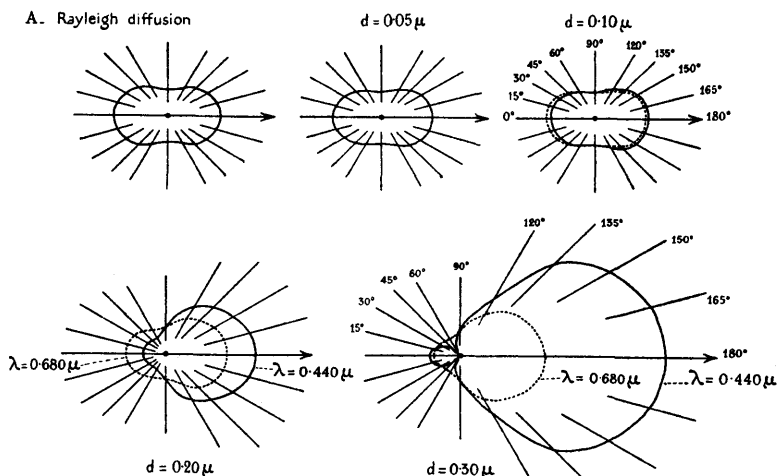 A. Rayleigh diffusion
d = 0·05 μ
d = 0·10 μ
0°
15°
30°
45°
60°
90°
120°
135°
150°
165°
180°
λ = 0·680 μ
λ = 0·440 μ
d = 0·20 μ
15°
30°
45°
60°
90°
120°
135°
150°
165°
180°
λ = 0·680 μ
λ = 0·440 μ
d = 0·30 μ